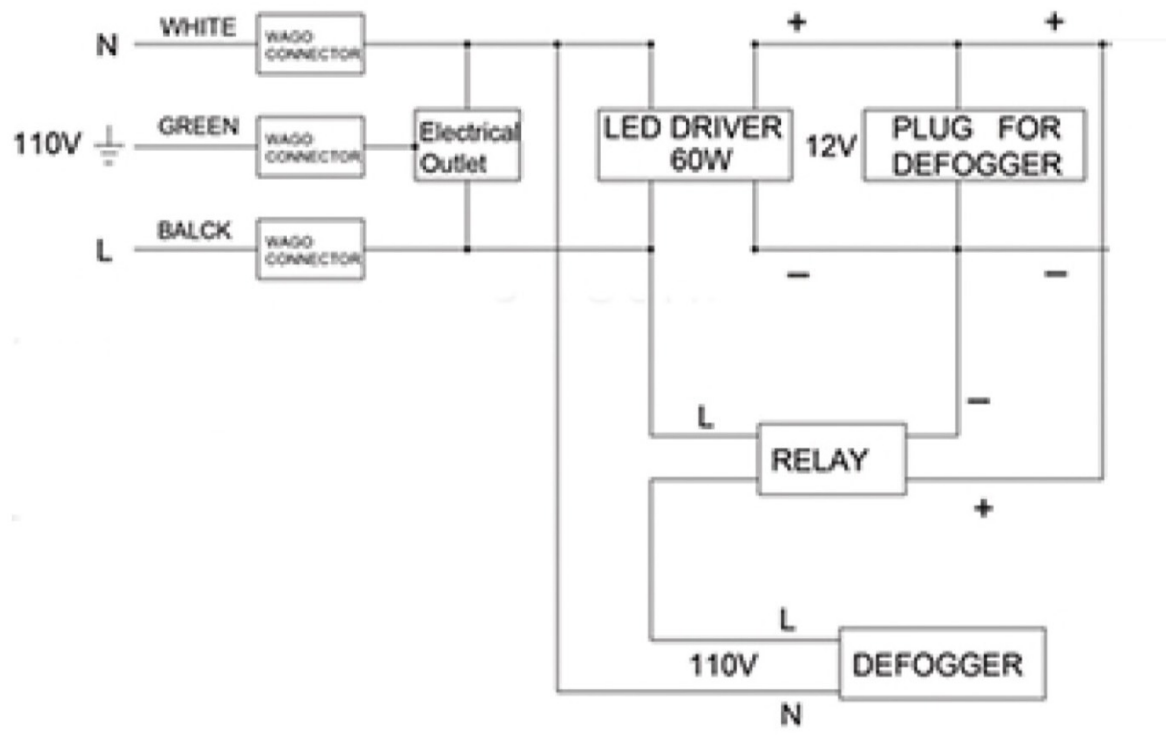 WHITE
N
WAGO
CONNECTOR
+
+
110V
GREEN
WAGO
CONNECTOR
Electrical
Outlet
LED DRIVER
60W
12V
PLUG FOR
DEFOGGER
BALCK
L
WAGO
CONNECTOR
−
−
L
−
RELAY
+
L
110V
DEFOGGER
N